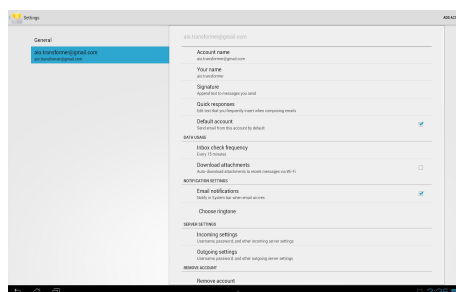 Settings
ADD ACC
General
aio.transformer@gmail.com
aio.transformer@gmail.com
aio.transformer@gmail.com
Account name
aio.transformer@gmail.com
Your name
aio.transformer
Signature
Append text to messages you send
Quick responses
Edit text that you frequently insert when composing emails
Default account
Send email from this account by default
DATA USAGE
Inbox check frequency
Every 15 minutes
Download attachments
Auto-download attachments to recent messages via Wi-Fi
NOTIFICATION SETTINGS
Email notifications
Notify in System bar when email arrives
Choose ringtone
SERVER SETTINGS
Incoming settings
Username, password, and other incoming server settings
Outgoing settings
Username, password, and other outgoing server settings
REMOVE ACCOUNT
Remove account